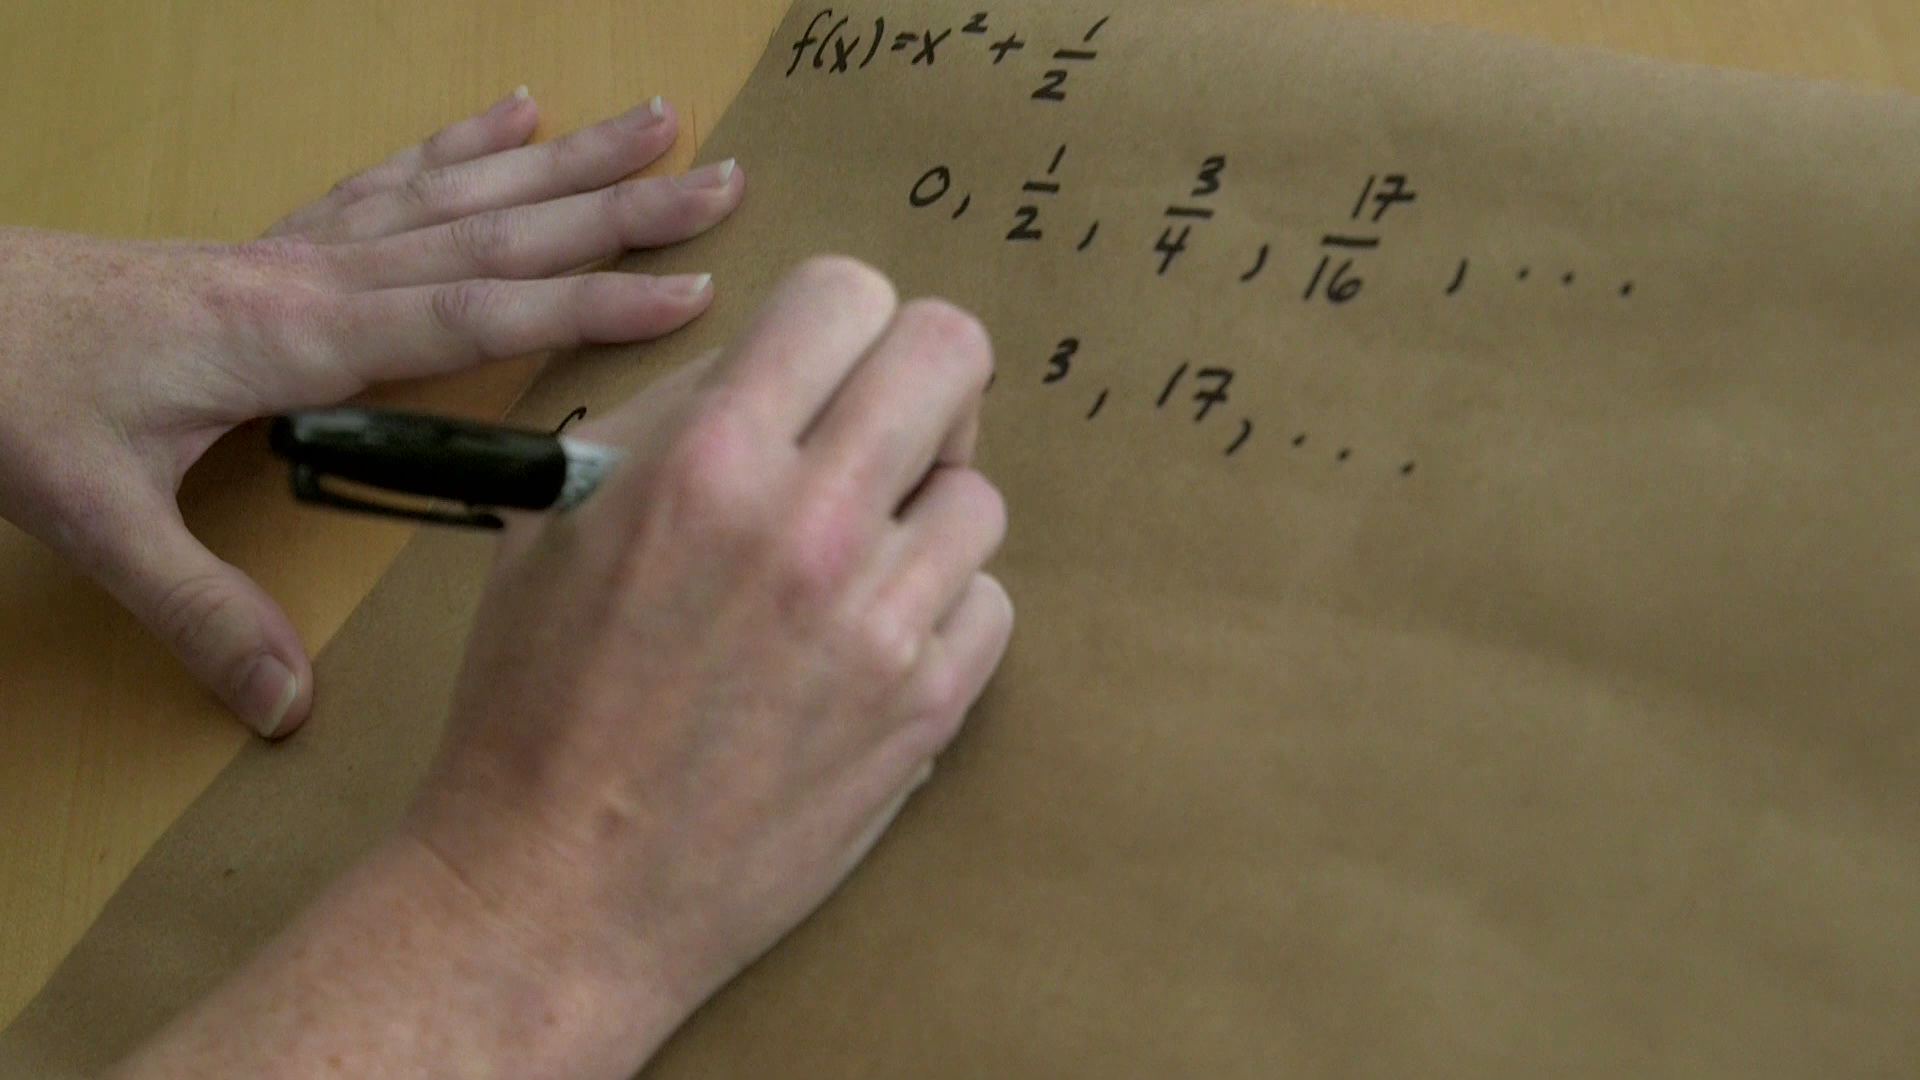 f(x)=x² + 1/2
0, 1/2, 3/4, 17/16, ...
, 3, 17, ...